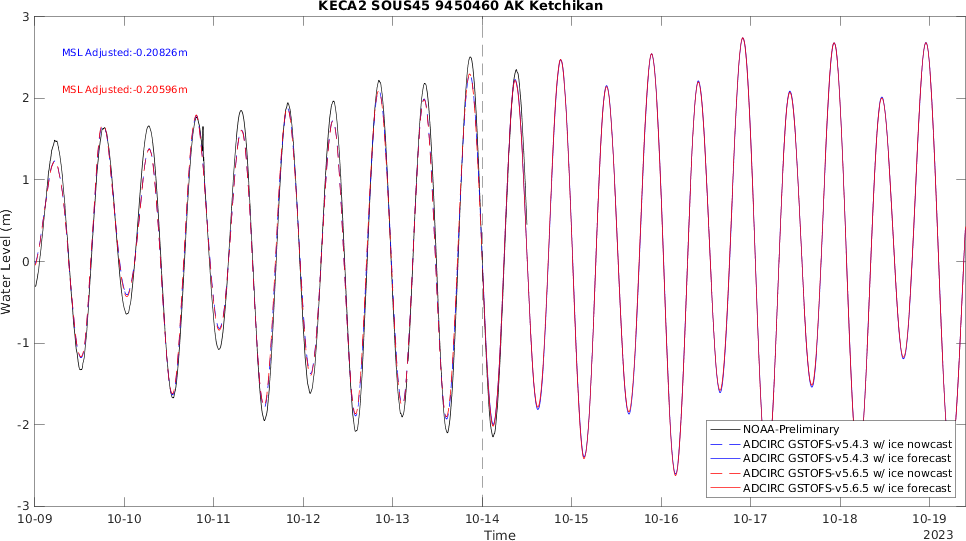 KECA2 SOUS45 9450460 AK Ketchikan
MSL Adjusted:-0.20826m
MSL Adjusted:-0.20596m
Water Level (m)
3
2
1
0
-1
-2
-3
NOAA-Preliminary
ADCIRC GSTOFS-v5.4.3 w/ ice nowcast
ADCIRC GSTOFS-v5.4.3 w/ ice forecast
ADCIRC GSTOFS-v5.6.5 w/ ice nowcast
ADCIRC GSTOFS-v5.6.5 w/ ice forecast
10-09 10-10 10-11 10-12 10-13 10-14 10-15 10-16 10-17 10-18 10-19
Time
2023